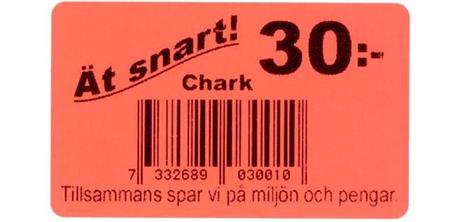 Ät snart!
30:-
Chark
7 332689 030010
Tillsammans spar vi på miljön och pengar.